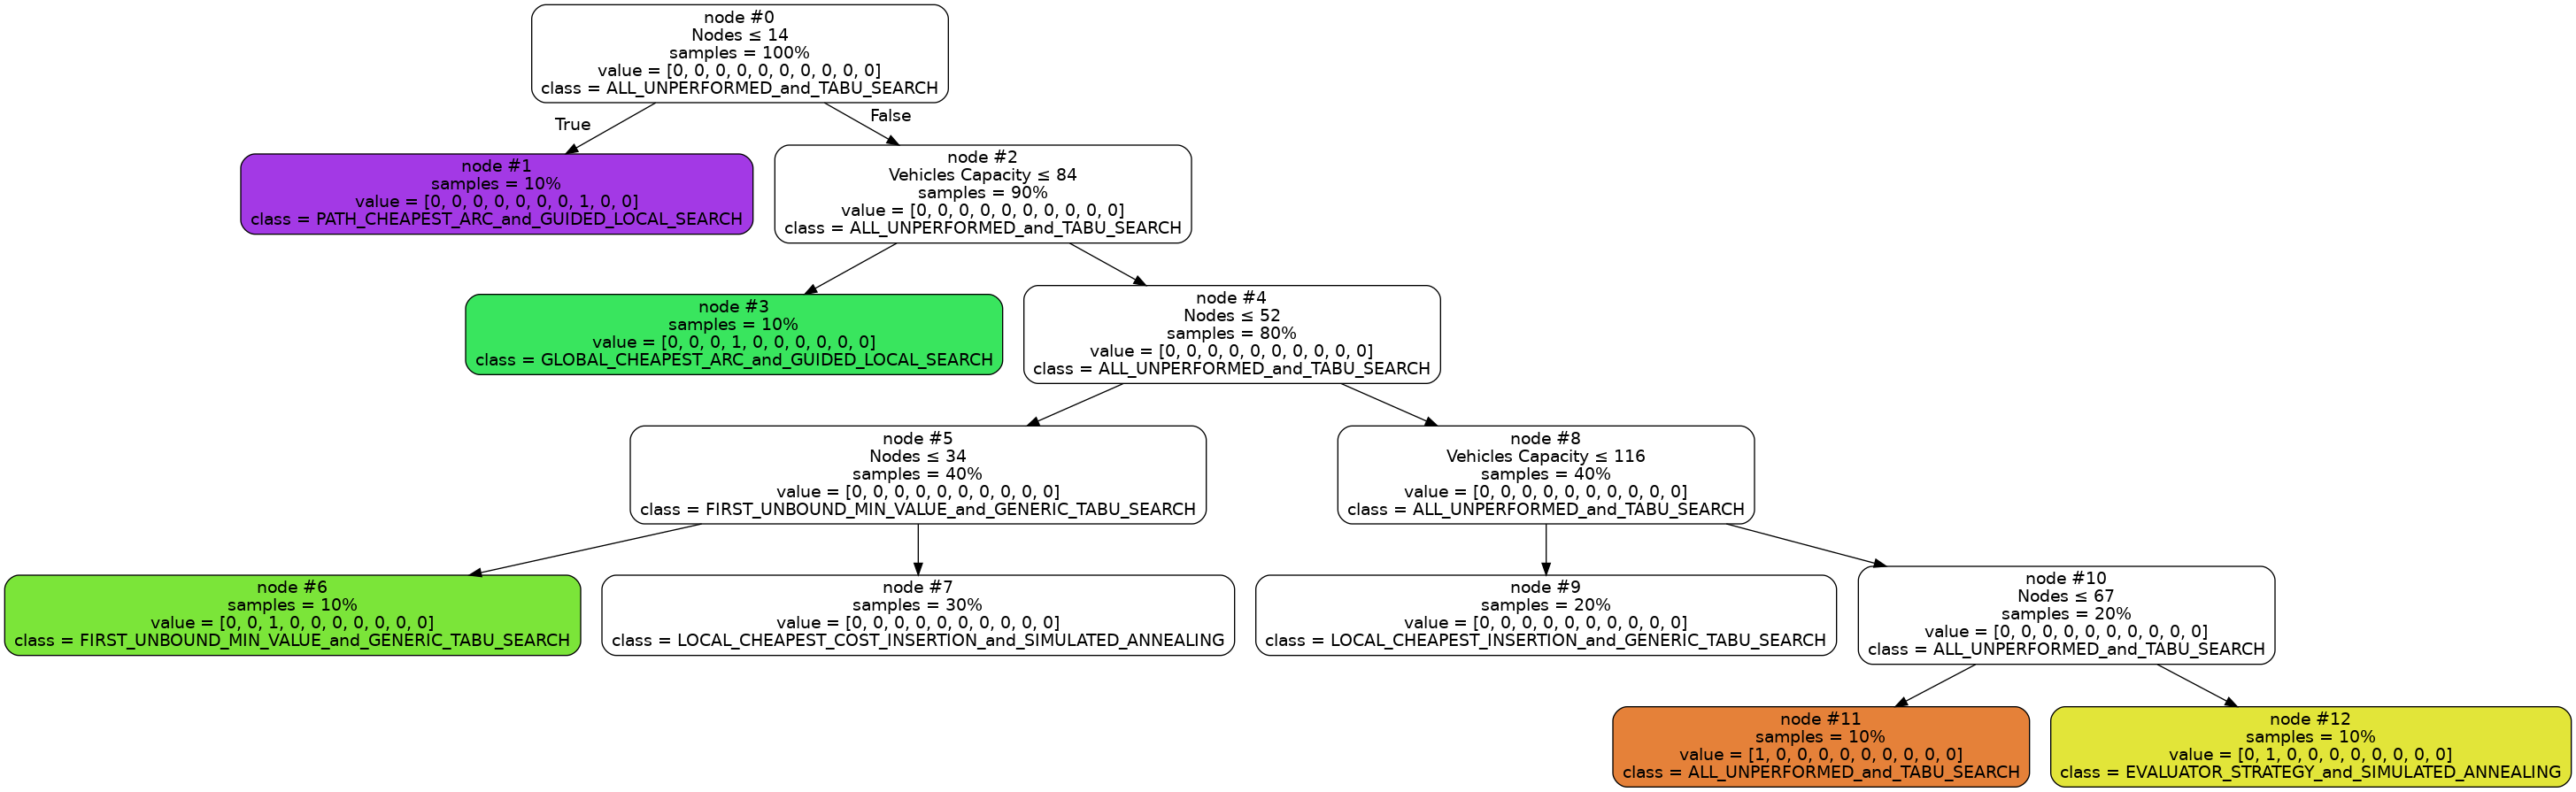 node #0
Nodes ≤ 14
samples = 100%
value = [0, 0, 0, 0, 0, 0, 0, 0, 0, 0]
class = ALL_UNPERFORMED_and_TABU_SEARCH
True
False
node #1
samples = 10%
value = [0, 0, 0, 0, 0, 0, 0, 1, 0, 0]
class = PATH_CHEAPEST_ARC_and_GUIDED_LOCAL_SEARCH
node #2
Vehicles Capacity ≤ 84
samples = 90%
value = [0, 0, 0, 0, 0, 0, 0, 0, 0, 0]
class = ALL_UNPERFORMED_and_TABU_SEARCH
node #3
samples = 10%
value = [0, 0, 0, 1, 0, 0, 0, 0, 0, 0]
class = GLOBAL_CHEAPEST_ARC_and_GUIDED_LOCAL_SEARCH
node #4
Nodes ≤ 52
samples = 80%
value = [0, 0, 0, 0, 0, 0, 0, 0, 0, 0]
class = ALL_UNPERFORMED_and_TABU_SEARCH
node #5
Nodes ≤ 34
samples = 40%
value = [0, 0, 0, 0, 0, 0, 0, 0, 0, 0]
class = FIRST_UNBOUND_MIN_VALUE_and_GENERIC_TABU_SEARCH
node #8
Vehicles Capacity ≤ 116
samples = 40%
value = [0, 0, 0, 0, 0, 0, 0, 0, 0, 0]
class = ALL_UNPERFORMED_and_TABU_SEARCH
node #6
samples = 10%
value = [0, 0, 1, 0, 0, 0, 0, 0, 0, 0]
class = FIRST_UNBOUND_MIN_VALUE_and_GENERIC_TABU_SEARCH
node #7
samples = 30%
value = [0, 0, 0, 0, 0, 0, 0, 0, 0, 0]
class = LOCAL_CHEAPEST_COST_INSERTION_and_SIMULATED_ANNEALING
node #9
samples = 20%
value = [0, 0, 0, 0, 0, 0, 0, 0, 0, 0]
class = LOCAL_CHEAPEST_INSERTION_and_GENERIC_TABU_SEARCH
node #10
Nodes ≤ 67
samples = 20%
value = [0, 0, 0, 0, 0, 0, 0, 0, 0, 0]
class = ALL_UNPERFORMED_and_TABU_SEARCH
node #11
samples = 10%
value = [1, 0, 0, 0, 0, 0, 0, 0, 0, 0]
class = ALL_UNPERFORMED_and_TABU_SEARCH
node #12
samples = 10%
value = [0, 1, 0, 0, 0, 0, 0, 0, 0, 0]
class = EVALUATOR_STRATEGY_and_SIMULATED_ANNEALING